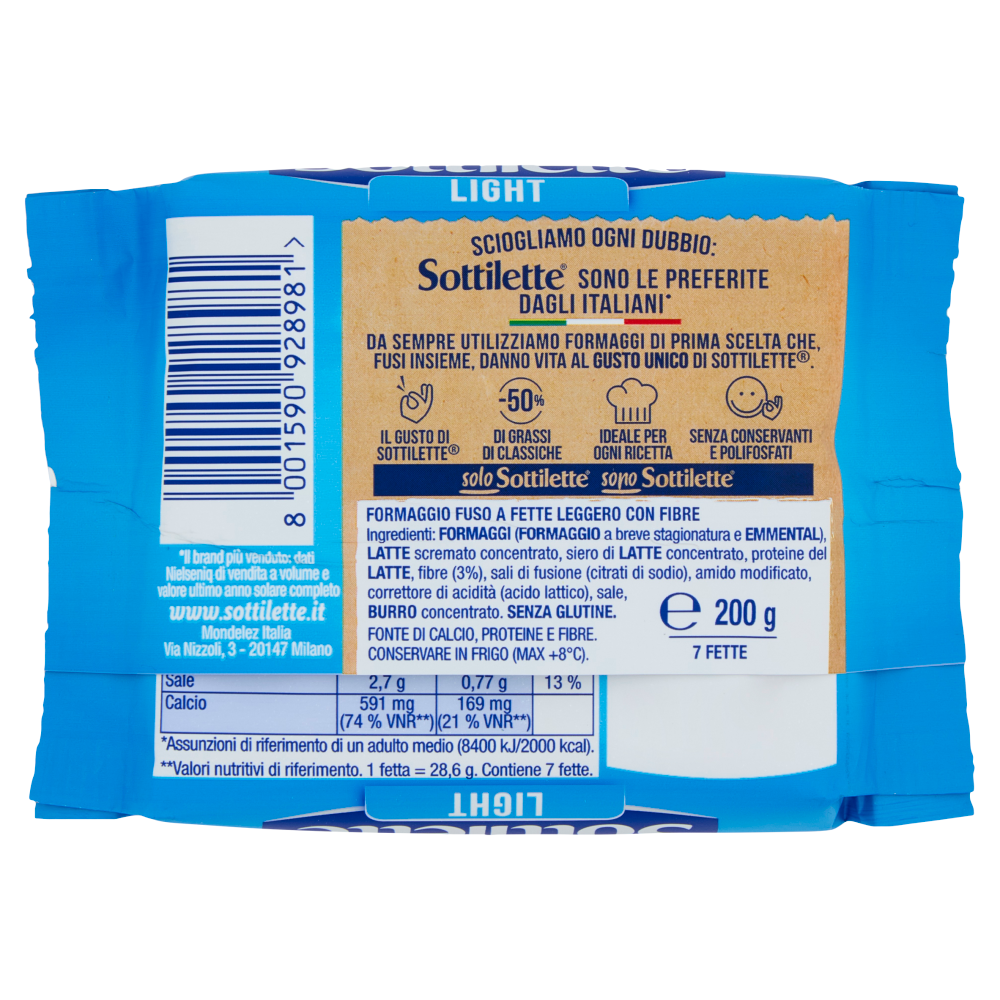 Sottilette
LIGHT
SCIOGLIAMO OGNI DUBBIO:
Sottilette® SONO LE PREFERITE
DAGLI ITALIANI*
DA SEMPRE UTILIZZIAMO FORMAGGI DI PRIMA SCELTA CHE,
FUSI INSIEME, DANNO VITA AL GUSTO UNICO DI SOTTILETTE®.
-50%
IL GUSTO DI
SOTTILETTE®
DI GRASSI
DI CLASSICHE
IDEALE PER
OGNI RICETTA
SENZA CONSERVANTI
E POLIFOSFATI
solo Sottilette® sono Sottilette®
8 001590 928981 >
*Il brand più venduto: dati
Nielseniq di vendita a volume e
valore ultimo anno solare completo
www.sottilette.it
Mondelez Italia
Via Nizzoli, 3 - 20147 Milano
FORMAGGIO FUSO A FETTE LEGGERO CON FIBRE
Ingredienti: FORMAGGI (FORMAGGIO a breve stagionatura e EMMENTAL),
LATTE scremato concentrato, siero di LATTE concentrato, proteine del
LATTE, fibre (3%), sali di fusione (citrati di sodio), amido modificato,
correttore di acidità (acido lattico), sale,
BURRO concentrato. SENZA GLUTINE.
FONTE DI CALCIO, PROTEINE E FIBRE.
CONSERVARE IN FRIGO (MAX +8°C).
e 200 g
7 FETTE
Sale 2,7 g 0,77 g 13 %
Calcio 591 mg 169 mg
(74 % VNR**) (21 % VNR**)
*Assunzioni di riferimento di un adulto medio (8400 kJ/2000 kcal).
**Valori nutritivi di riferimento. 1 fetta = 28,6 g. Contiene 7 fette.
LIGHT
Sottilette